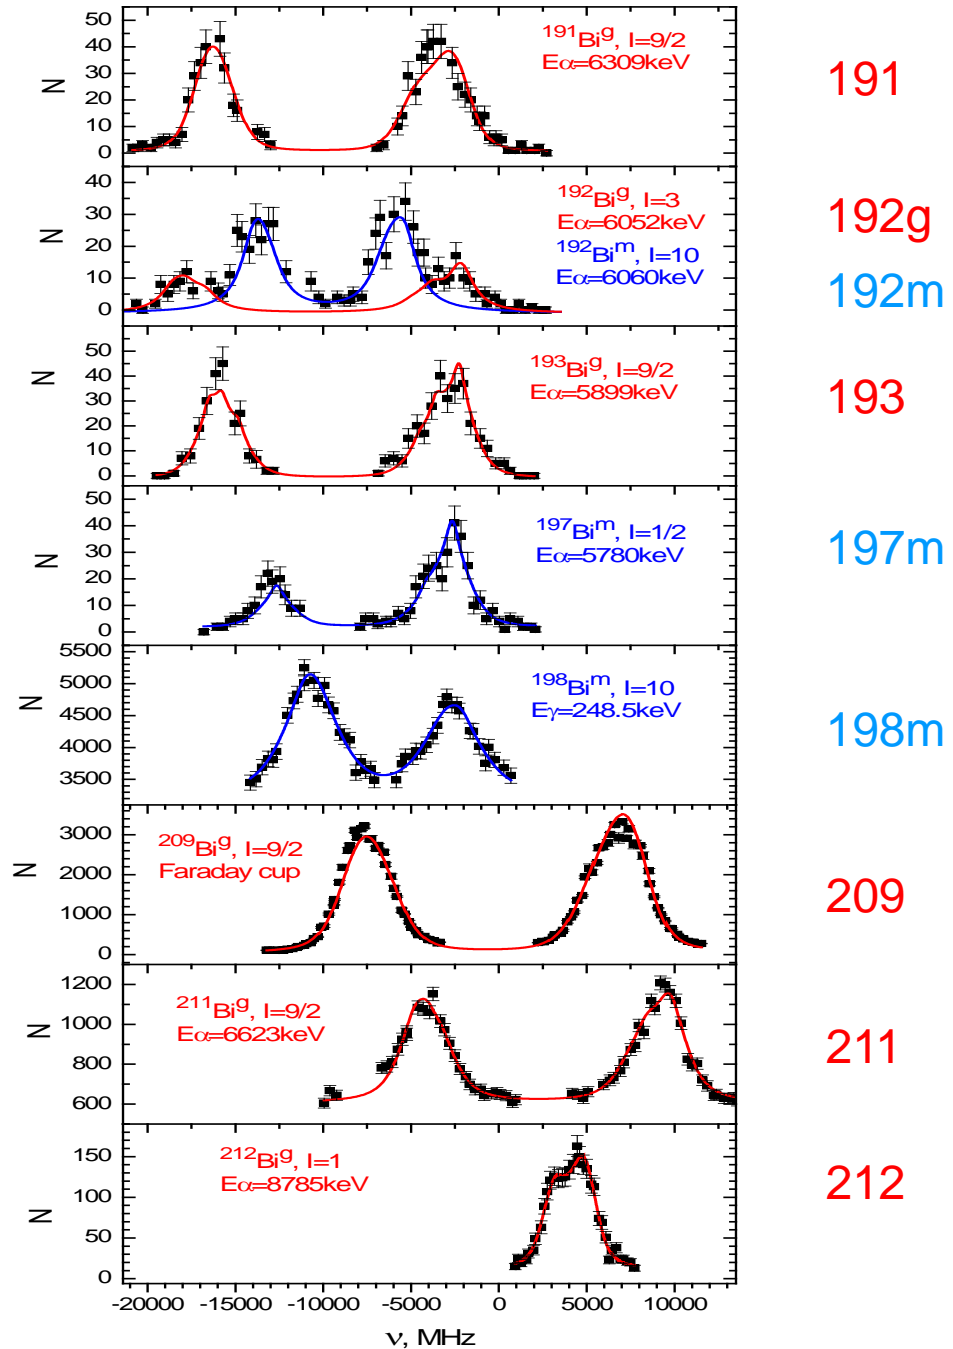 50
40
30
20
10
0
N
¹⁹¹Biᵍ, I=9/2
Eα=6309keV
191
40
30
20
10
0
N
¹⁹²Biᵍ, I=3
Eα=6052keV
¹⁹²Biᵐ, I=10
Eα=6060keV
192g
192m
50
40
30
20
10
0
N
¹⁹³Biᵍ, I=9/2
Eα=5899keV
193
50
40
30
20
10
0
N
¹⁹⁷Biᵐ, I=1/2
Eα=5780keV
197m
5500
5000
4500
4000
3500
N
¹⁹⁸Biᵐ, I=10
Eγ=248.5keV
198m
3000
2000
1000
0
N
²⁰⁹Biᵍ, I=9/2
Faraday cup
209
1200
1000
800
600
N
²¹¹Biᵍ, I=9/2
Eα=6623keV
211
150
100
50
0
N
²¹²Biᵍ, I=1
Eα=8785keV
212
-20000 -15000 -10000 -5000 0 5000 10000
ν, MHz